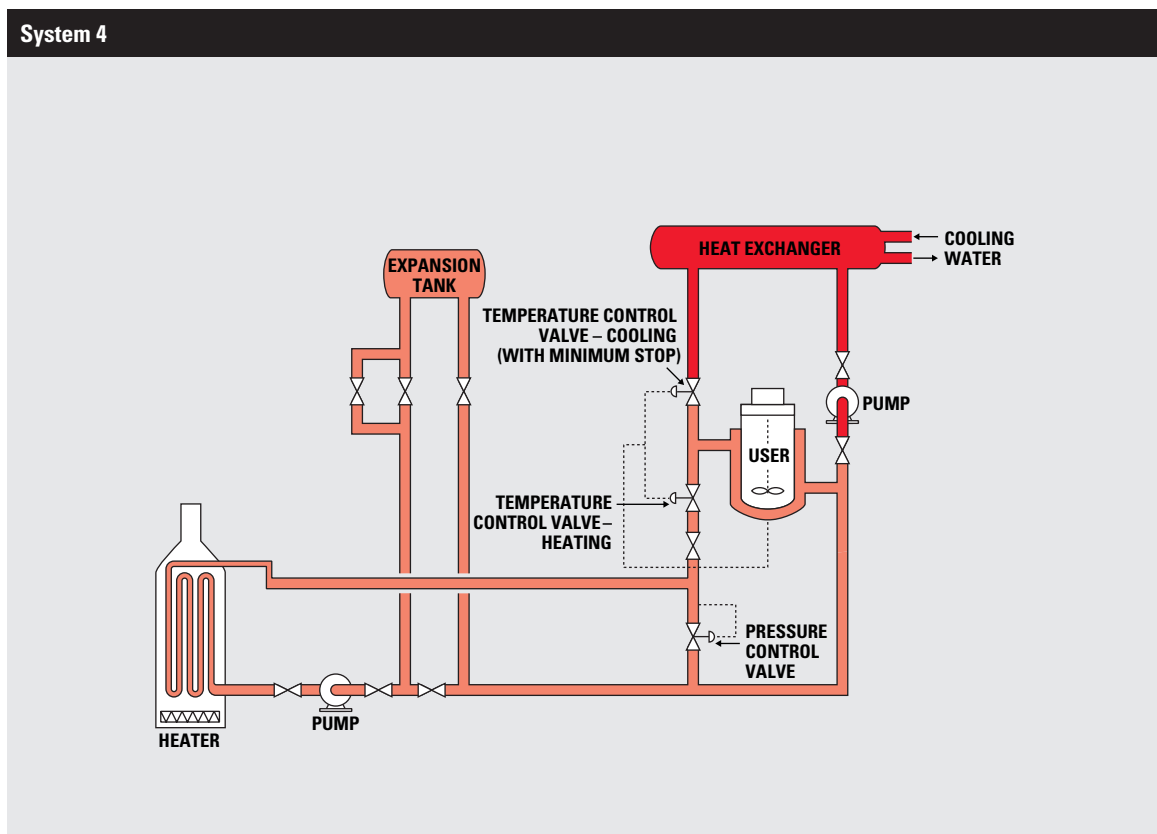 System 4
HEAT EXCHANGER
COOLING
WATER
EXPANSION
TANK
TEMPERATURE CONTROL
VALVE – COOLING
(WITH MINIMUM STOP)
PUMP
USER
TEMPERATURE
CONTROL VALVE–
HEATING
PRESSURE
CONTROL
VALVE
PUMP
HEATER